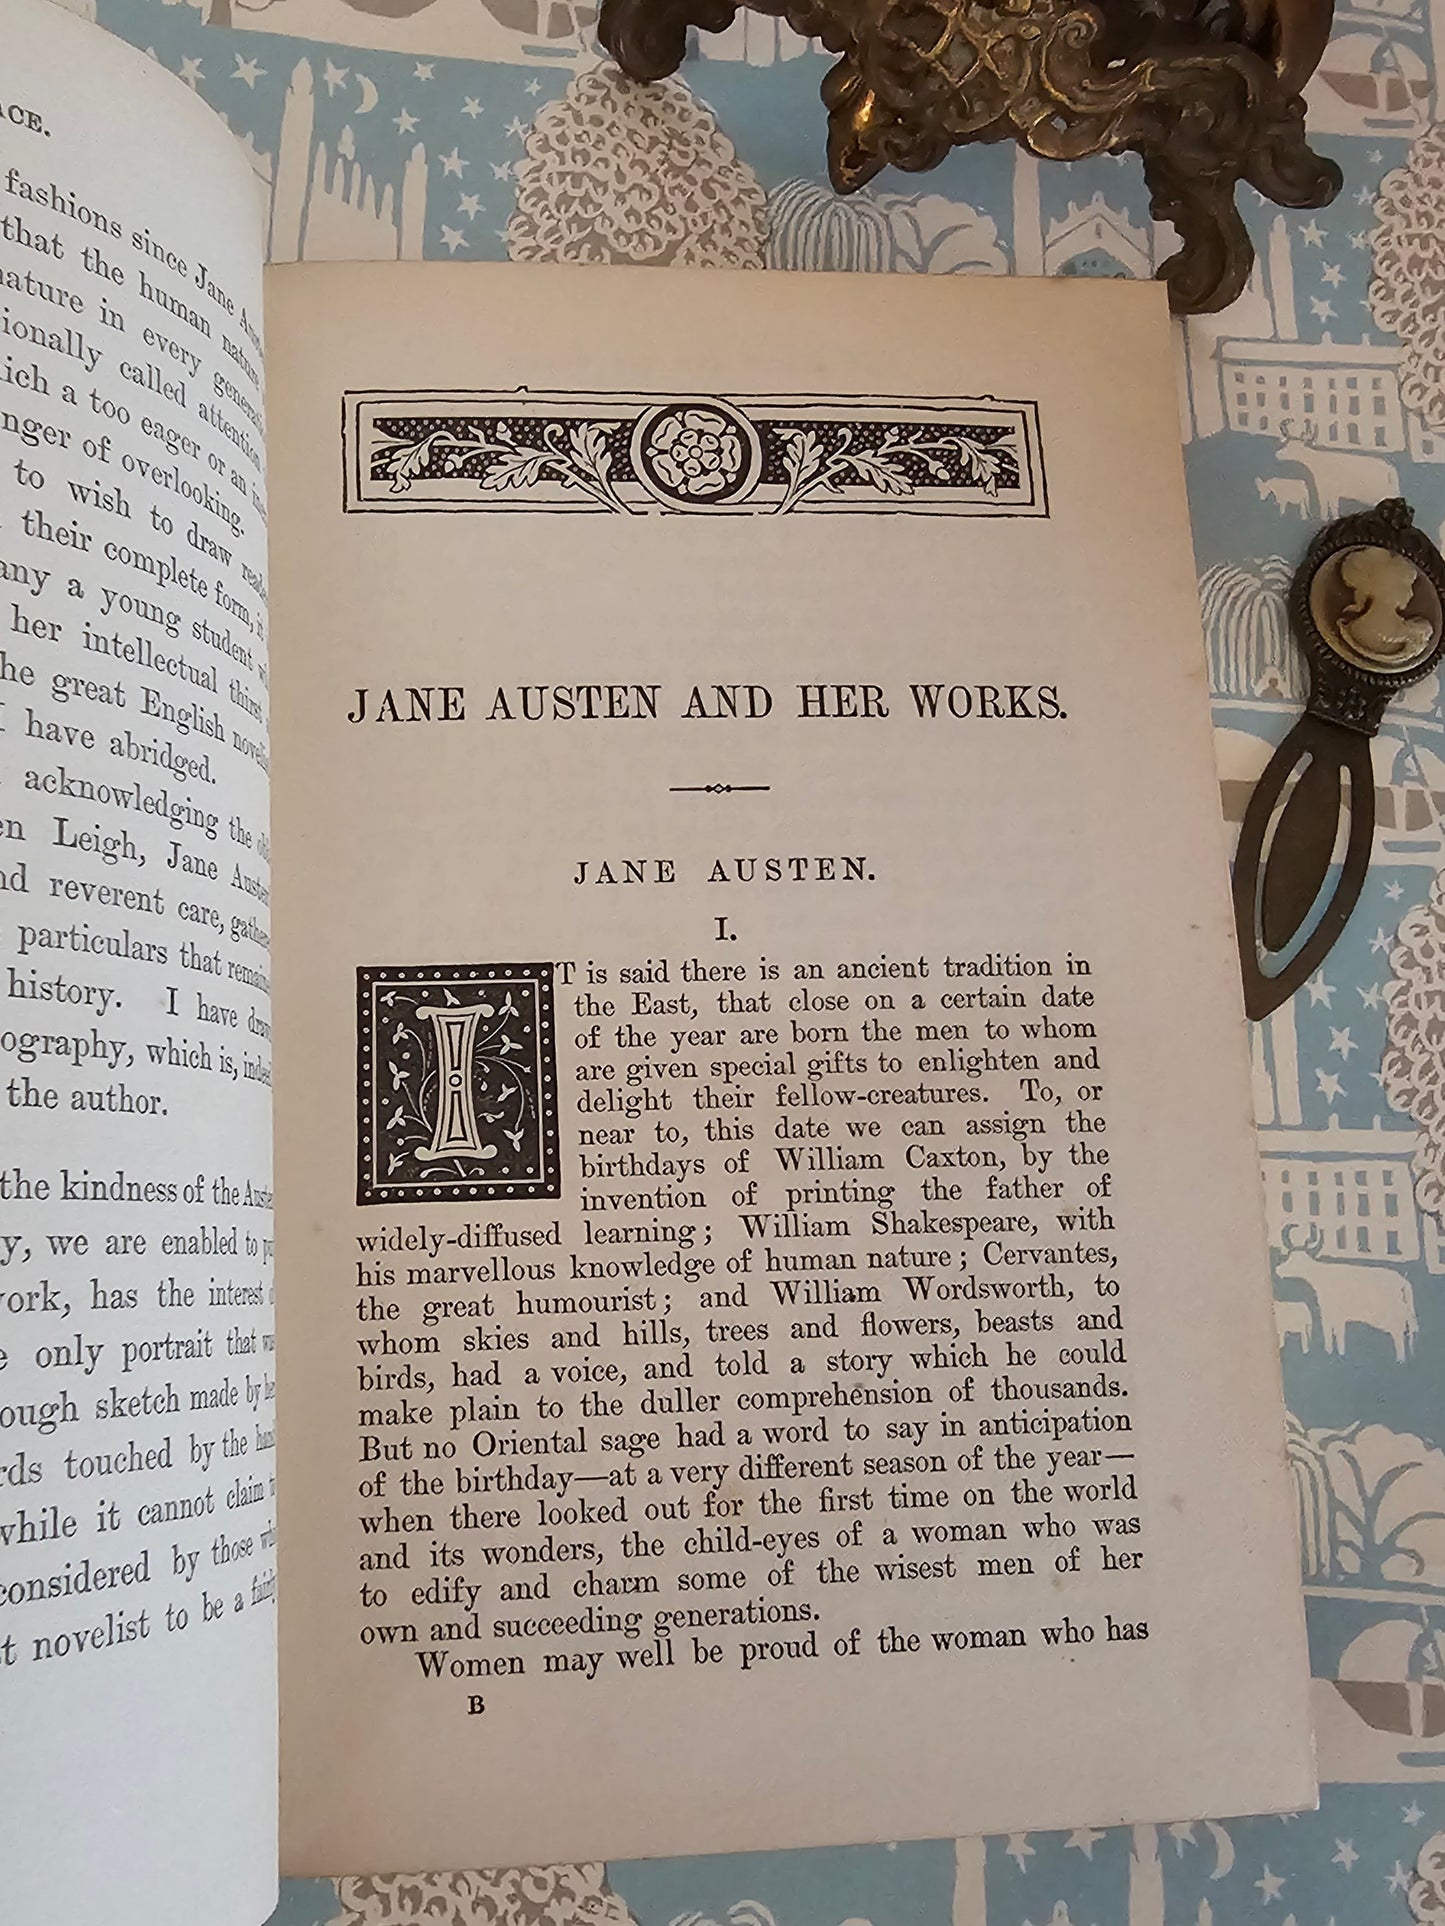 ACE.
fashions since Jane
that the human nature
nature in every
ionally called attention
ich a too eager or an
nger of overlooking.
to wish to draw
their complete form,
any a young student
her intellectual thirst
he great English
I have abridged.
acknowledging the
en Leigh, Jane Austen
nd reverent care,
particulars that
history. I have
ography, which is,
the author.
the kindness of the
y, we are enabled to
work, has the interest
only portrait that
ough sketch made by
rds touched by the
while it cannot claim
considered by those
t novelist to be a
JANE AUSTEN AND HER WORKS.
JANE AUSTEN.
I.
IT is said there is an ancient tradition in
the East, that close on a certain date
of the year are born the men to whom
are given special gifts to enlighten and
delight their fellow-creatures. To, or
near to, this date we can assign the
birthdays of William Caxton, by the
invention of printing the father of
widely-diffused learning; William Shakespeare, with
his marvellous knowledge of human nature; Cervantes,
the great humourist; and William Wordsworth, to
whom skies and hills, trees and flowers, beasts and
birds, had a voice, and told a story which he could
make plain to the duller comprehension of thousands.
But no Oriental sage had a word to say in anticipation
of the birthday—at a very different season of the year—
when there looked out for the first time on the world
and its wonders, the child-eyes of a woman who was
to edify and charm some of the wisest men of her
own and succeeding generations.
Women may well be proud of the woman who has
B